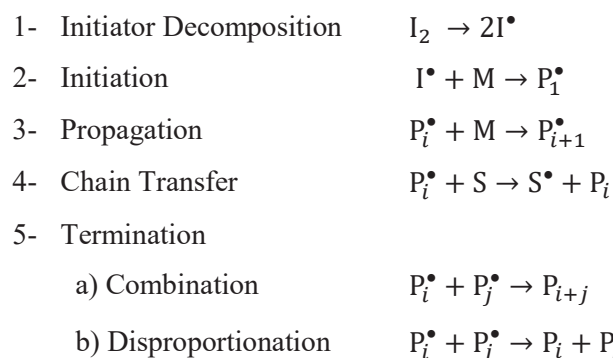 1- Initiator Decomposition I₂ → 2I•
2- Initiation I• + M → P₁•
3- Propagation Pᵢ• + M → Pᵢ₊₁•
4- Chain Transfer Pᵢ• + S → S• + Pᵢ
5- Termination
a) Combination Pᵢ• + Pⱼ• → Pᵢ₊ⱼ
b) Disproportionation Pᵢ• + Pⱼ• → Pᵢ + P